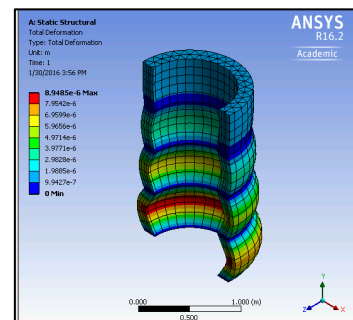 A: Static Structural
Total Deformation
Type: Total Deformation
Unit: m
Time: 1
1/30/2016 3:56 PM
8.9485e-6 Max
7.9542e-6
6.9599e-6
5.9656e-6
4.9714e-6
3.9771e-6
2.9828e-6
1.9885e-6
9.9427e-7
0 Min
ANSYS
R16.2
Academic
0.000
1.000 (m)
0.500
Y
Z
X